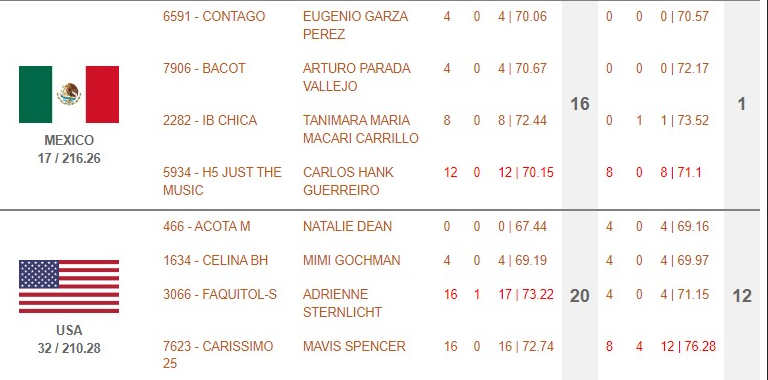 6591 - CONTAGO EUGENIO GARZA 4 0 4 | 70.06 0 0 0 | 70.57
PEREZ
7906 - BACOT ARTURO PARADA 4 0 4 | 70.67 0 0 0 | 72.17
VALLEJO
16 1
2282 - IB CHICA TANIMARA MARIA 8 0 8 | 72.44 0 1 1 | 73.52
MEXICO MACARI CARRILLO
17 / 216.26
5934 - H5 JUST THE CARLOS HANK 12 0 12 | 70.15 8 0 8 | 71.1
MUSIC GUERREIRO
466 - ACOTA M NATALIE DEAN 0 0 0 | 67.44 4 0 4 | 69.16
1634 - CELINA BH MIMI GOCHMAN 4 0 4 | 69.19 4 0 4 | 69.97
3066 - FAQUITOL-S ADRIENNE 16 1 17 | 73.22 20 4 0 4 | 71.15 12
STERNLICHT
USA
32 / 210.28
7623 - CARISSIMO MAVIS SPENCER 16 0 16 | 72.74 8 4 12 | 76.28
25